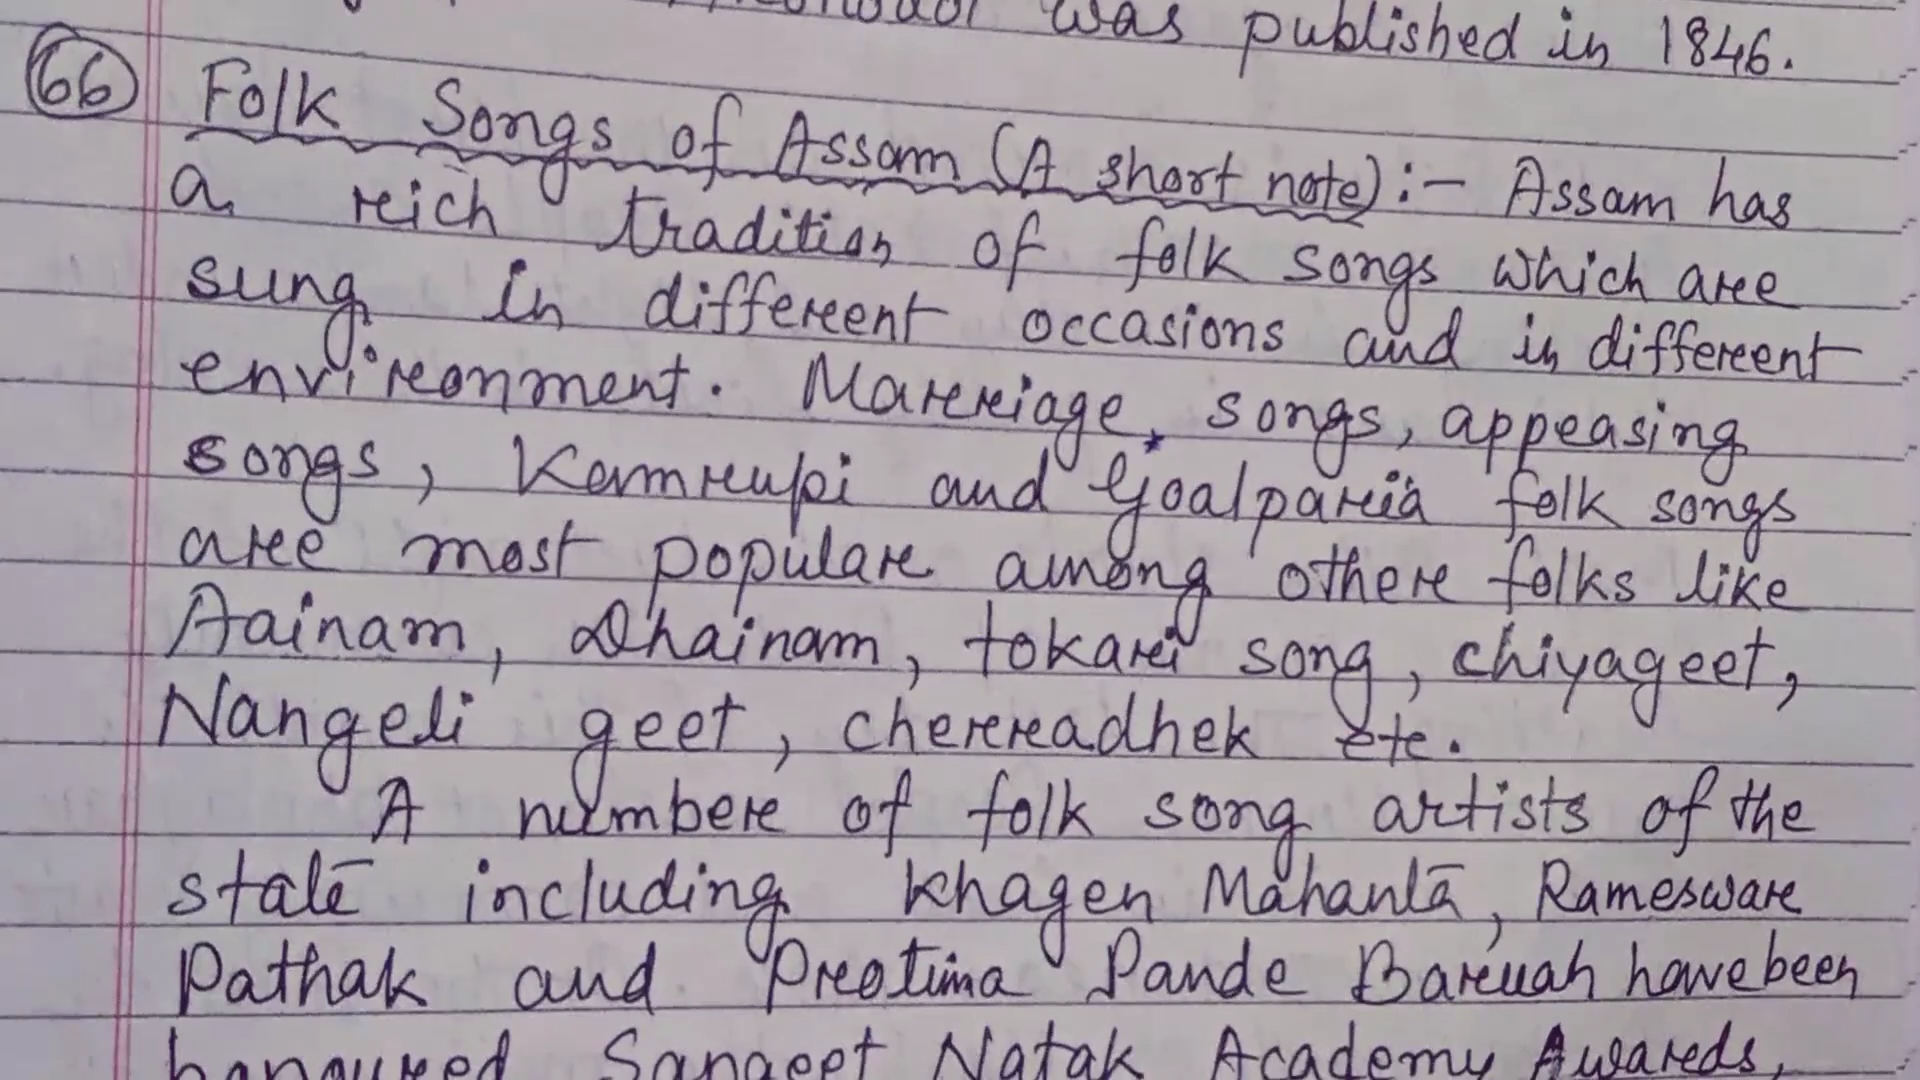 was published in 1846.
66 Folk Songs of Assam (A short note):- Assam has
a rich tradition of folk songs which are
sung in different occasions and in different
environment. Marriage songs, appeasing
songs, Kamrupi and Goalparia folk songs
are most popular among other folks like
Aainam, Dhainam, tokari song, chiyageet,
Nangeli geet, cherradhek etc.
A number of folk song artists of the
state including Khagen Mahanta, Rameswar
Pathak and Pratima Pande Baruah have been
honoured Sangeet Natak Academy Awards,